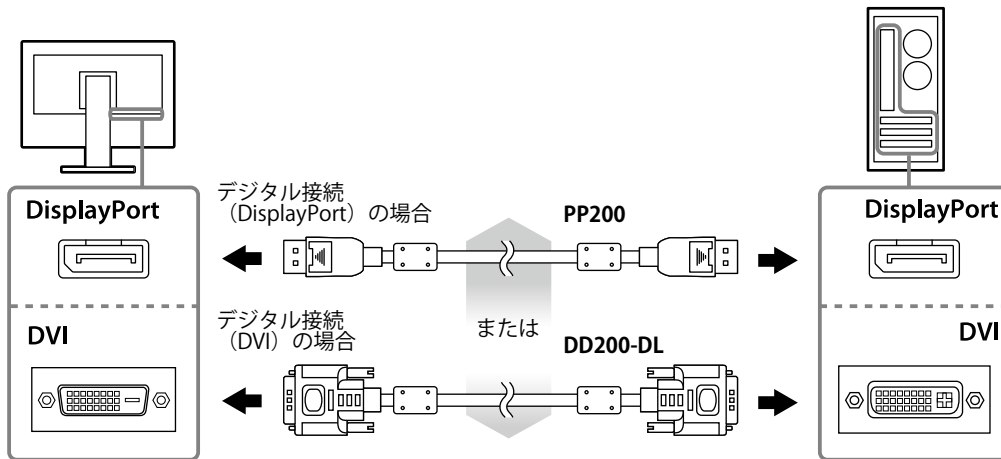 DisplayPort
デジタル接続
（DisplayPort）の場合
PP200
DisplayPort
または
DVI
デジタル接続
（DVI）の場合
DD200-DL
DVI